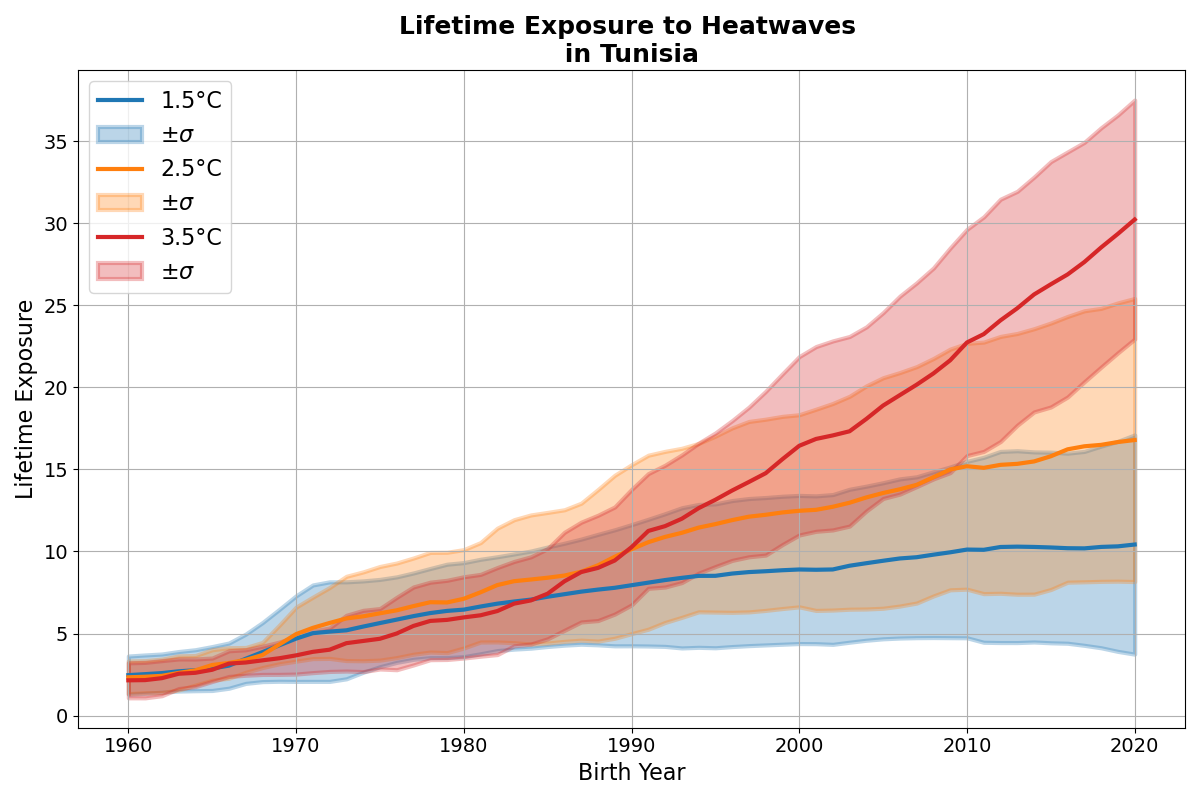 Lifetime Exposure to Heatwaves
in Tunisia
1.5°C
±σ
2.5°C
±σ
3.5°C
±σ
Lifetime Exposure
35
30
25
20
15
10
5
0
1960 1970 1980 1990 2000 2010 2020
Birth Year